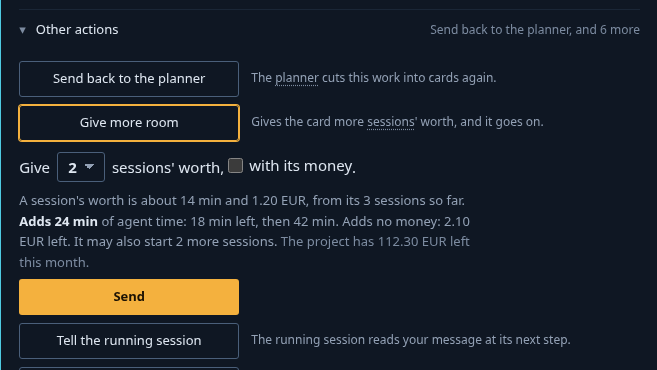 Other actions
Send back to the planner, and 6 more
Send back to the planner
The planner cuts this work into cards again.
Give more room
Gives the card more sessions' worth, and it goes on.
Give 2 sessions' worth, with its money.
A session's worth is about 14 min and 1.20 EUR, from its 3 sessions so far.
Adds 24 min of agent time: 18 min left, then 42 min. Adds no money: 2.10
EUR left. It may also start 2 more sessions. The project has 112.30 EUR left
this month.
Send
Tell the running session
The running session reads your message at its next step.